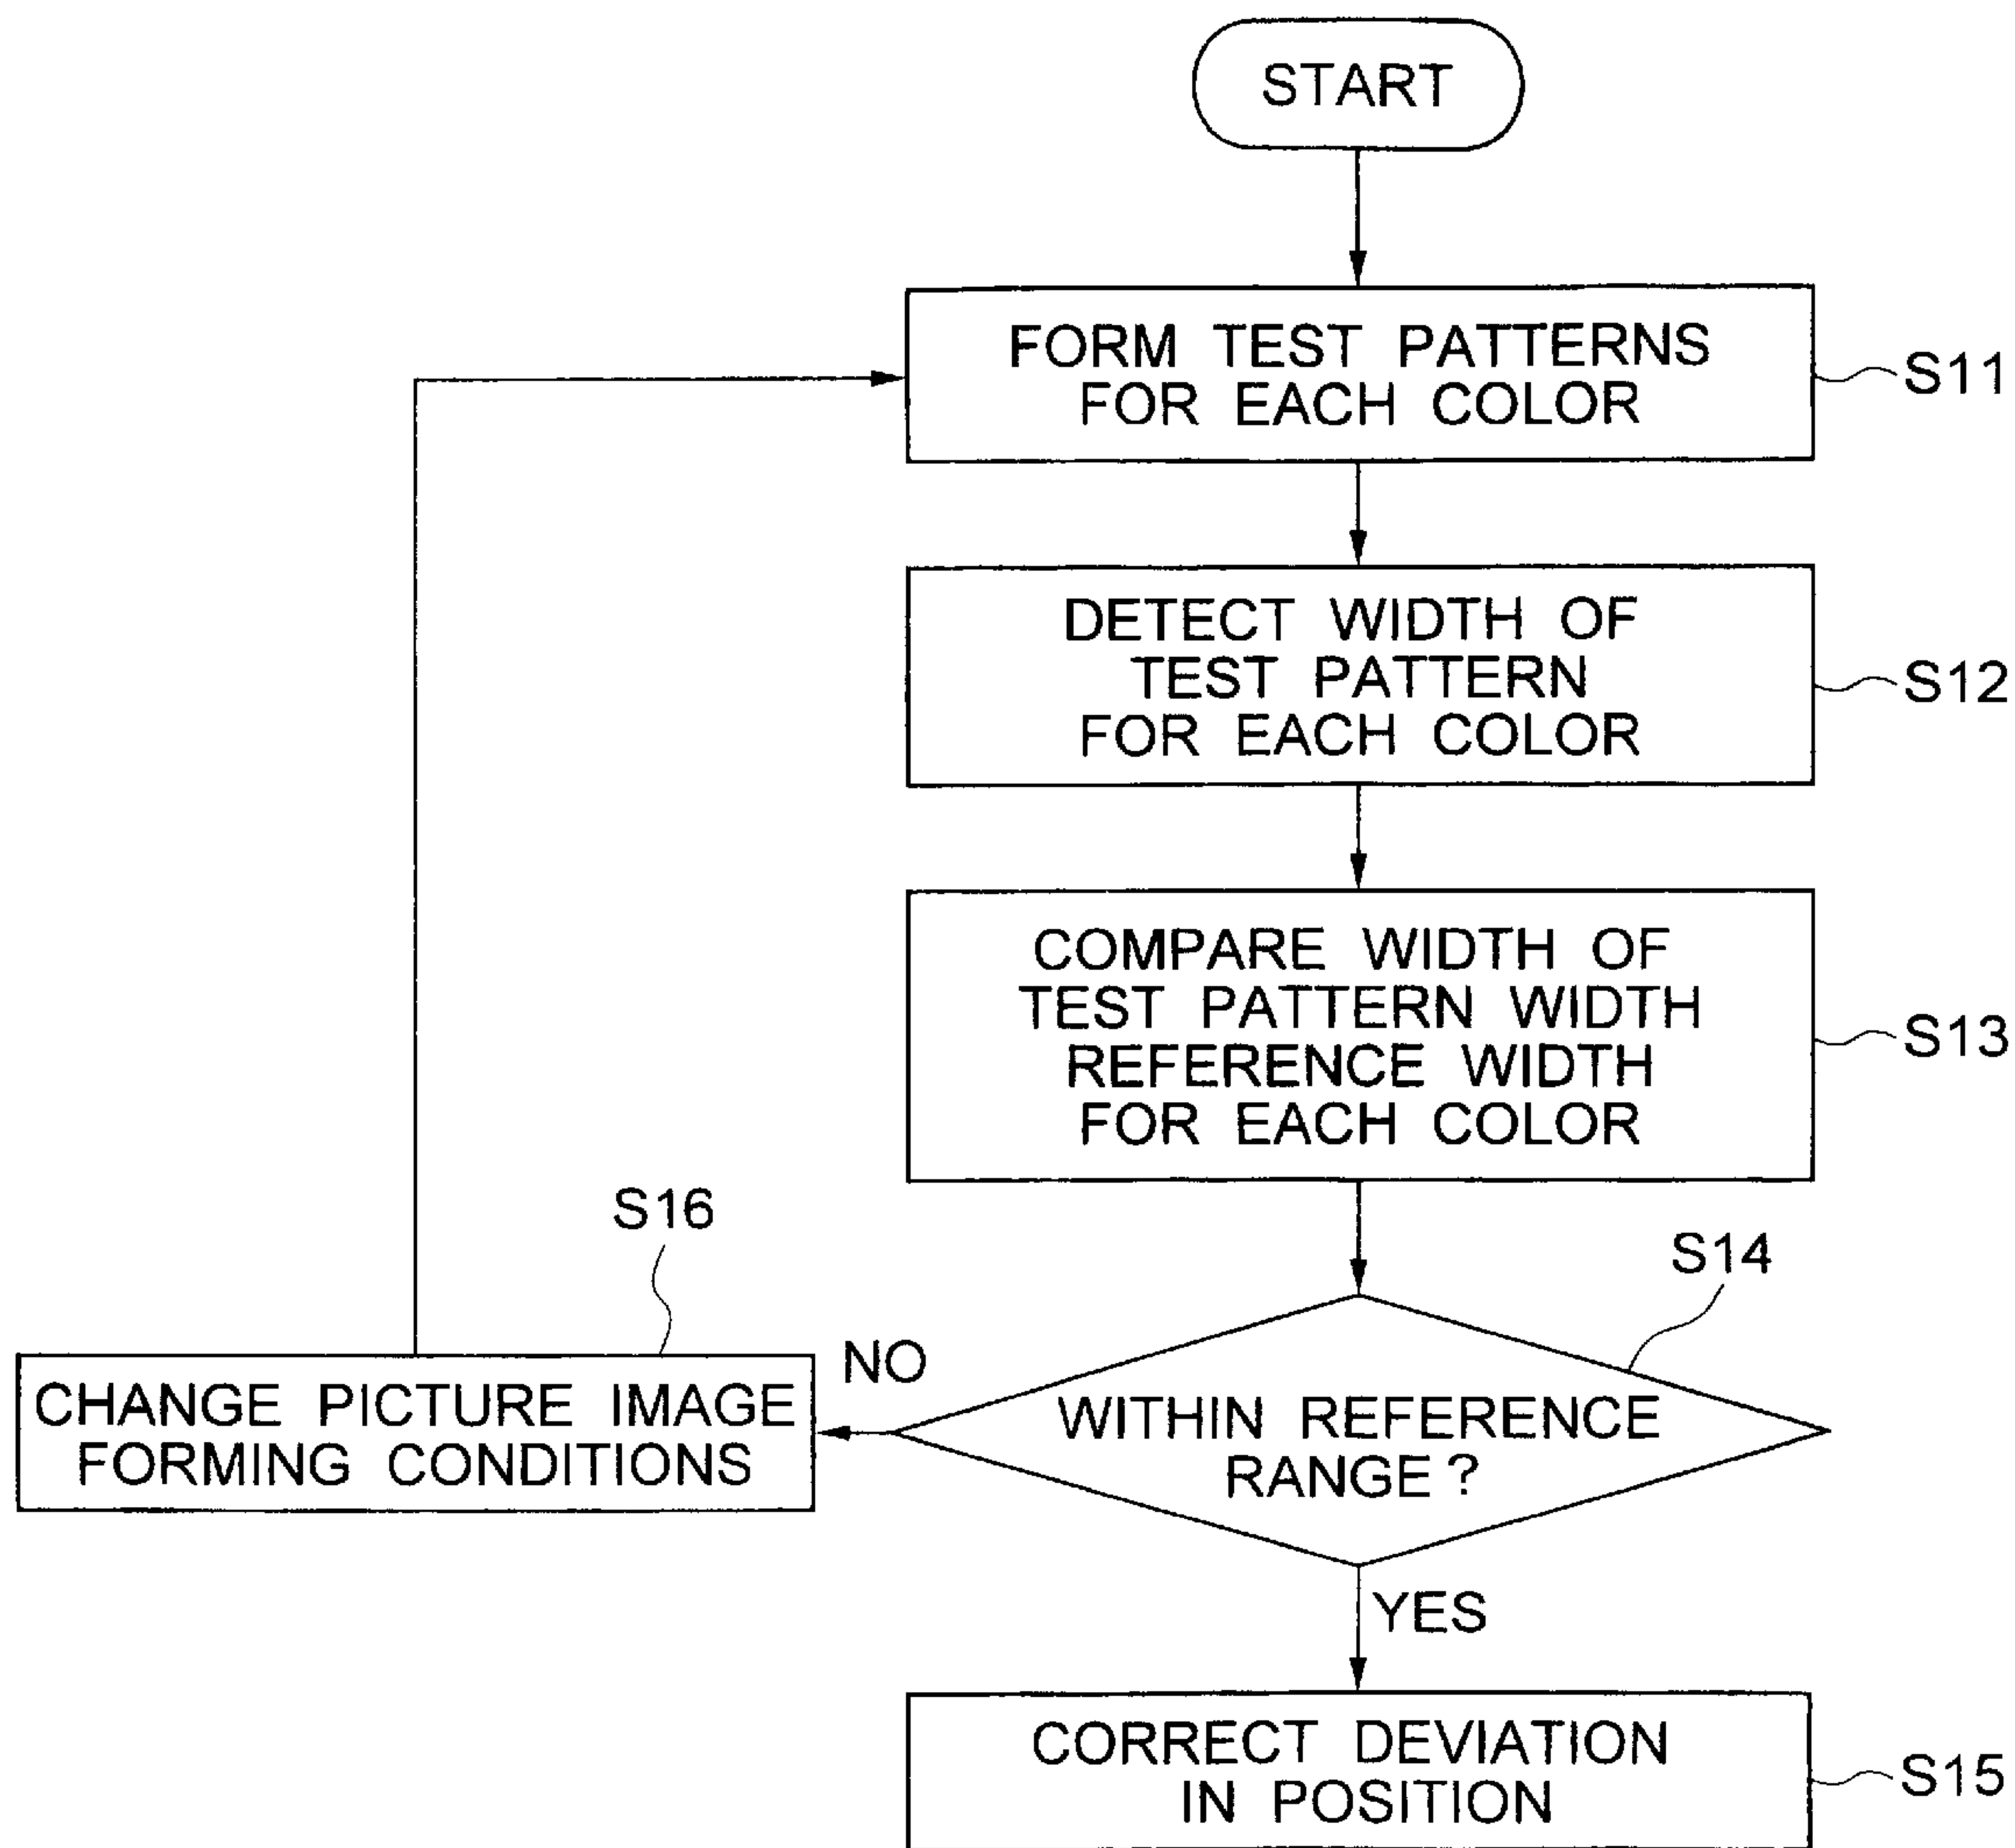 START
FORM TEST PATTERNS
FOR EACH COLOR
S11
DETECT WIDTH OF
TEST PATTERN
FOR EACH COLOR
S12
COMPARE WIDTH OF
TEST PATTERN WIDTH
REFERENCE WIDTH
FOR EACH COLOR
S13
S14
WITHIN REFERENCE
RANGE?
NO
S16
CHANGE PICTURE IMAGE
FORMING CONDITIONS
YES
CORRECT DEVIATION
IN POSITION
S15